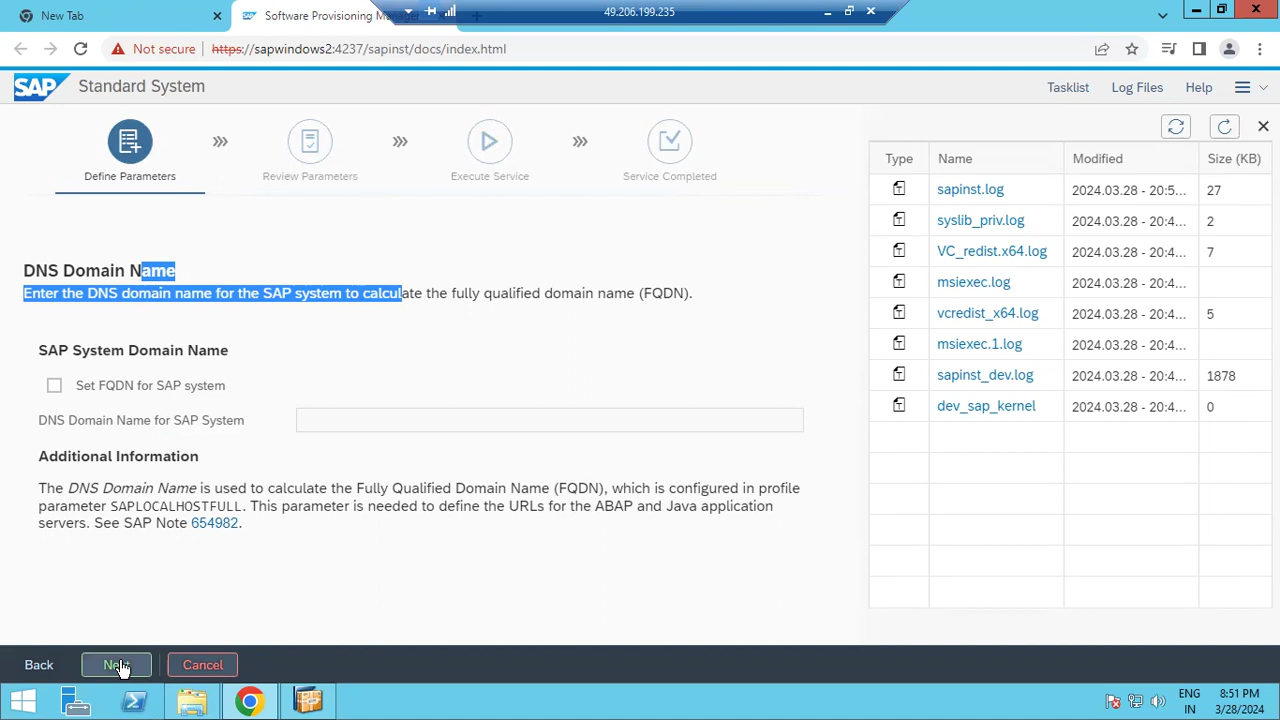 New Tab
Software Provisioning Manager
49.206.199.235
Not secure
https://sapwindows2:4237/sapinst/docs/index.html
SAP
Standard System
Tasklist
Log Files
Help
Define Parameters
Review Parameters
Execute Service
Service Completed
Type
Name
Modified
Size (KB)
sapinst.log
2024.03.28 - 20:5...
27
syslib_priv.log
2024.03.28 - 20:4...
2
VC_redist.x64.log
2024.03.28 - 20:4...
7
msiexec.log
2024.03.28 - 20:4...
vcredist_x64.log
2024.03.28 - 20:4...
5
msiexec.1.log
2024.03.28 - 20:4...
sapinst_dev.log
2024.03.28 - 20:4...
1878
dev_sap_kernel
2024.03.28 - 20:4...
0
DNS Domain Name
Enter the DNS domain name for the SAP system to calculate the fully qualified domain name (FQDN).
SAP System Domain Name
Set FQDN for SAP system
DNS Domain Name for SAP System
Additional Information
The DNS Domain Name is used to calculate the Fully Qualified Domain Name (FQDN), which is configured in profile
parameter SAPLOCALHOSTFULL. This parameter is needed to define the URLs for the ABAP and Java application
servers. See SAP Note 654982.
Back
Next
Cancel
ENG
IN
8:51 PM
3/28/2024